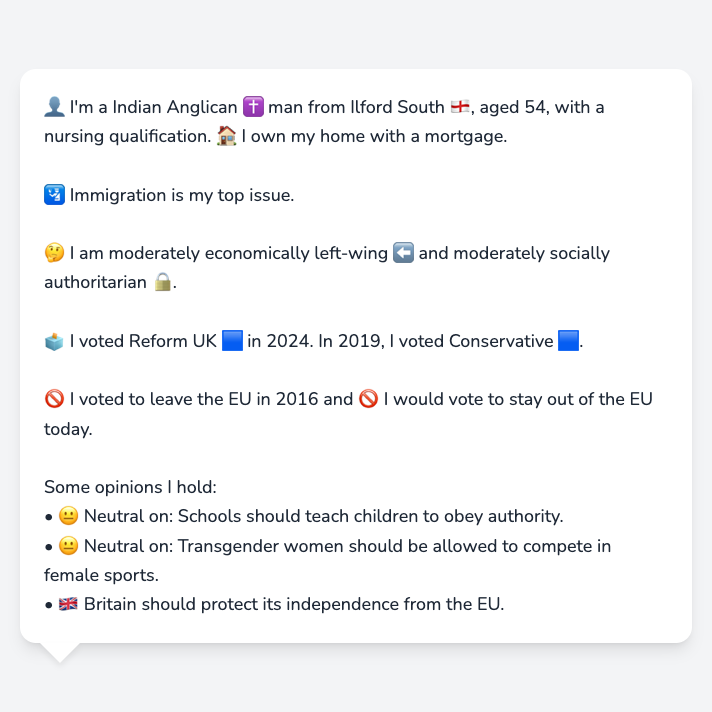 👤 I'm a Indian Anglican ✝️ man from Ilford South 🏴󠁧󠁢󠁥󠁮󠁧󠁿, aged 54, with a
nursing qualification. 🏠 I own my home with a mortgage.
🛂 Immigration is my top issue.
🤔 I am moderately economically left-wing ⬅️ and moderately socially
authoritarian 🔒.
🗳️ I voted Reform UK 🟦 in 2024. In 2019, I voted Conservative 🟦.
🚫 I voted to leave the EU in 2016 and 🚫 I would vote to stay out of the EU
today.
Some opinions I hold:
• 😐 Neutral on: Schools should teach children to obey authority.
• 😐 Neutral on: Transgender women should be allowed to compete in
female sports.
• 🇬🇧 Britain should protect its independence from the EU.